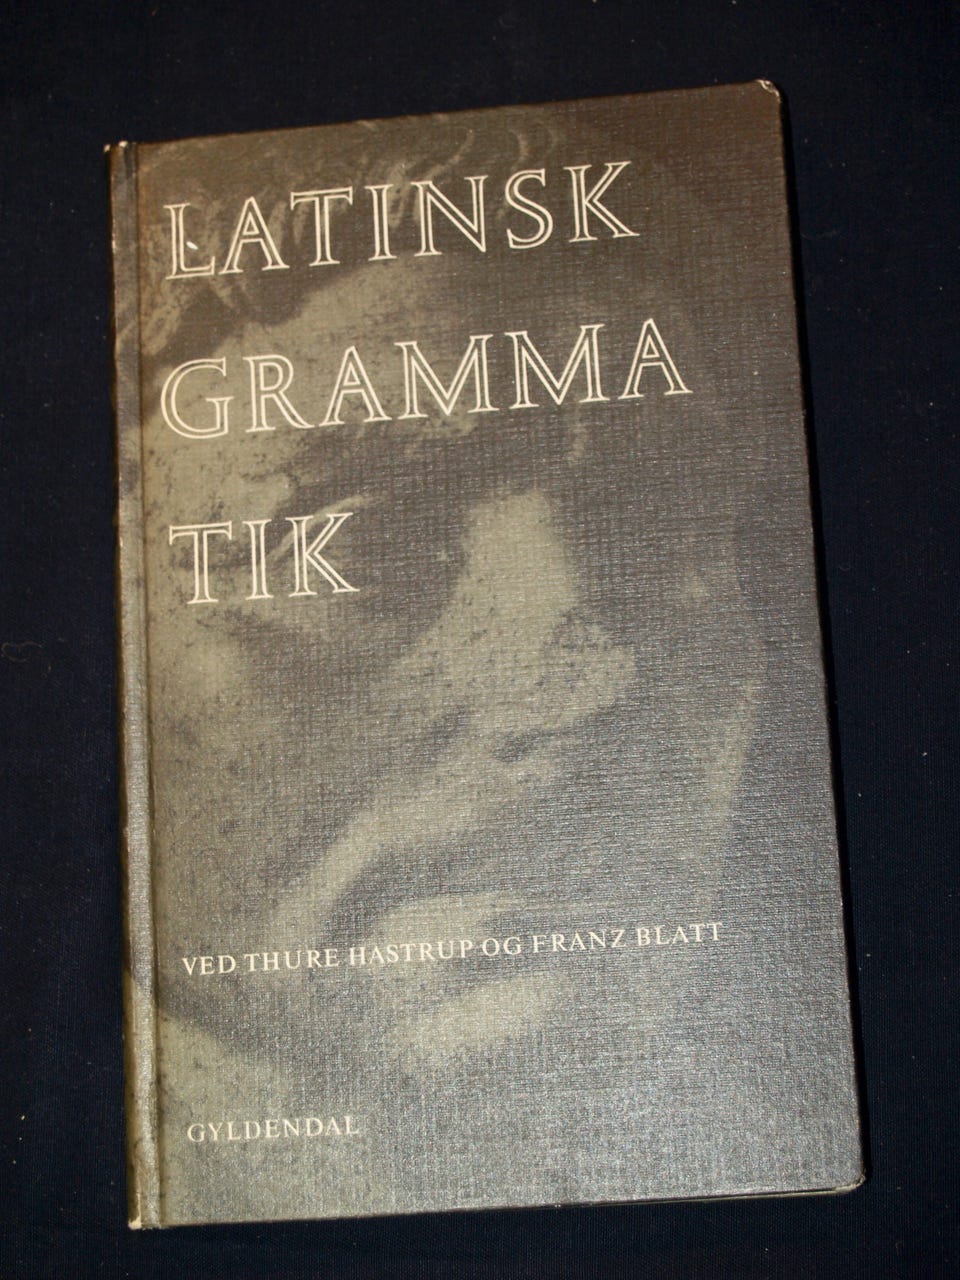 LATINSK
GRAMMA
TIK
VED THURE HASTRUP OG FRANZ BLATT
GYLDENDAL